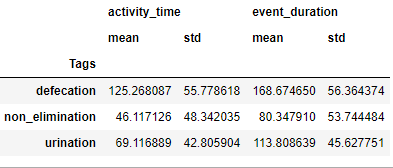 activity_time event_duration
mean std mean std
Tags
defecation 125.268087 55.778618 168.674650 56.364374
non_elimination 46.117126 48.342035 80.347910 53.744484
urination 69.116889 42.805904 113.808639 45.627751